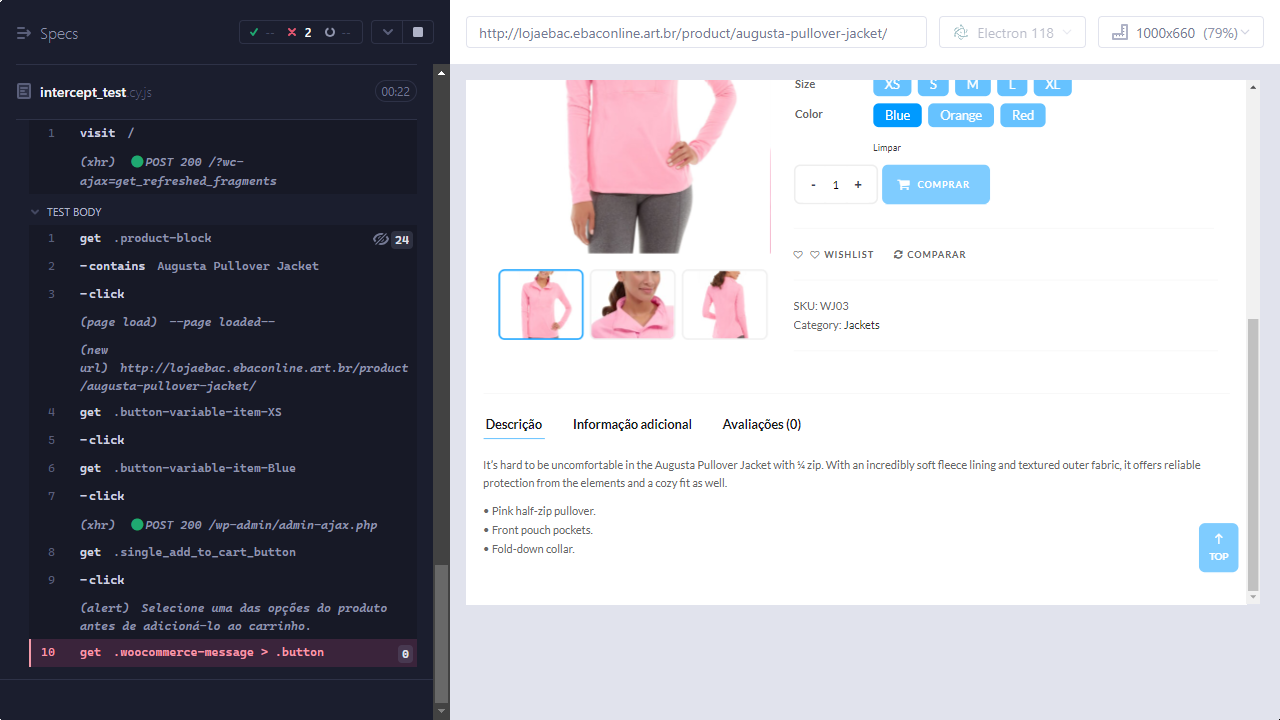 Specs
-- 2 --
http://lojaebac.ebaconline.art.br/product/augusta-pullover-jacket/
Electron 118
1000x660 (79%)
intercept_test.cy.js
00:22
1 visit /
(xhr) POST 200 /?wc-
ajax=get_refreshed_fragments
TEST BODY
1 get .product-block 24
2 -contains Augusta Pullover Jacket
3 -click
(page load) --page loaded--
(new
url) http://lojaebac.ebaconline.art.br/product
/augusta-pullover-jacket/
4 get .button-variable-item-XS
5 -click
6 get .button-variable-item-Blue
7 -click
(xhr) POST 200 /wp-admin/admin-ajax.php
8 get .single_add_to_cart_button
9 -click
(alert) Selecione uma das opções do produto
antes de adicioná-lo ao carrinho.
10 get .woocommerce-message > .button 0
Size XS S M L XL
Color Blue Orange Red
Limpar
- 1 + COMPRAR
WISHLIST COMPARAR
SKU: WJ03
Category: Jackets
Descrição Informação adicional Avaliações (0)
It's hard to be uncomfortable in the Augusta Pullover Jacket with ¼ zip. With an incredibly soft fleece lining and textured outer fabric, it offers reliable
protection from the elements and a cozy fit as well.
• Pink half-zip pullover.
• Front pouch pockets.
• Fold-down collar.
TOP